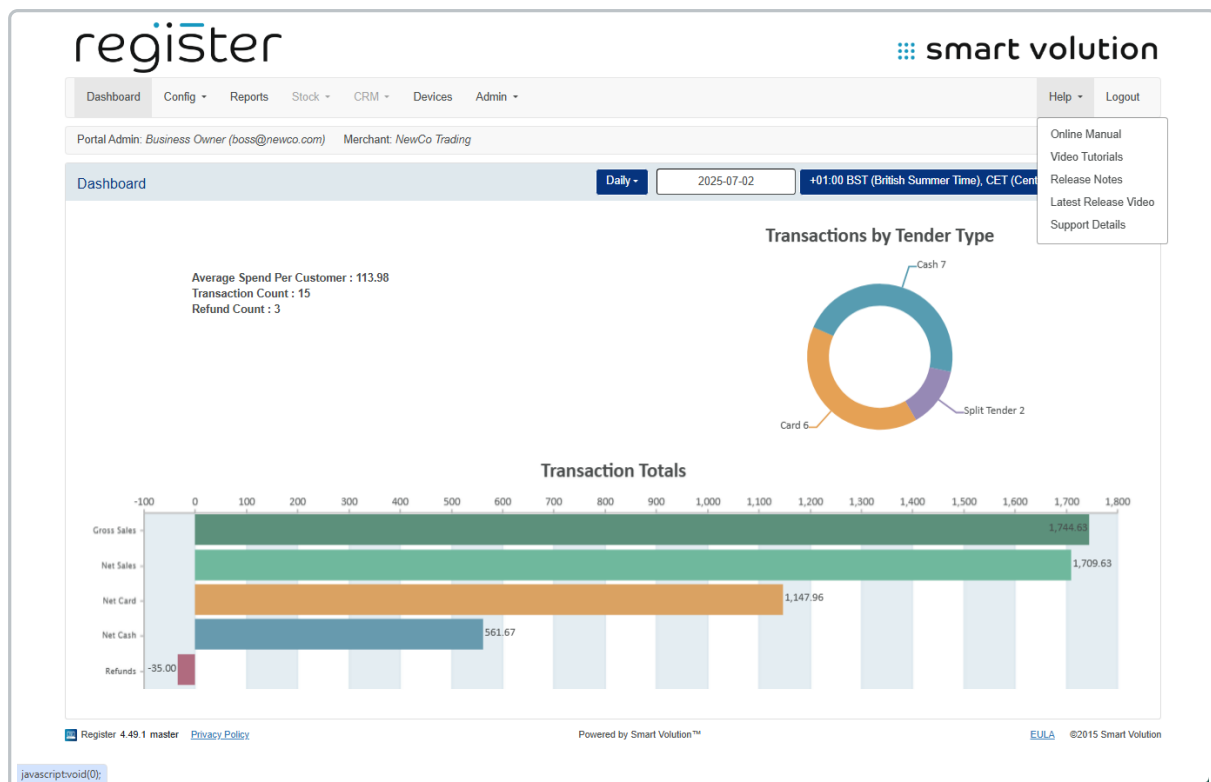 register
smart volution
Dashboard Config Reports Stock CRM Devices Admin Help Logout
Portal Admin: Business Owner (boss@newco.com) Merchant: NewCo Trading
Online Manual
Video Tutorials
Release Notes
Latest Release Video
Support Details
Dashboard Daily 2025-07-02 +01:00 BST (British Summer Time), CET (Cent
Average Spend Per Customer : 113.98
Transaction Count : 15
Refund Count : 3
Transactions by Tender Type
Cash 7
Split Tender 2
Card 6
Transaction Totals
-100 0 100 200 300 400 500 600 700 800 900 1,000 1,100 1,200 1,300 1,400 1,500 1,600 1,700 1,800
Gross Sales 1,744.63
Net Sales 1,709.63
Net Card 1,147.96
Net Cash 561.67
Refunds -35.00
Register 4.49.1 master Privacy Policy Powered by Smart Volution™ EULA ©2015 Smart Volution
javascript:void(0);